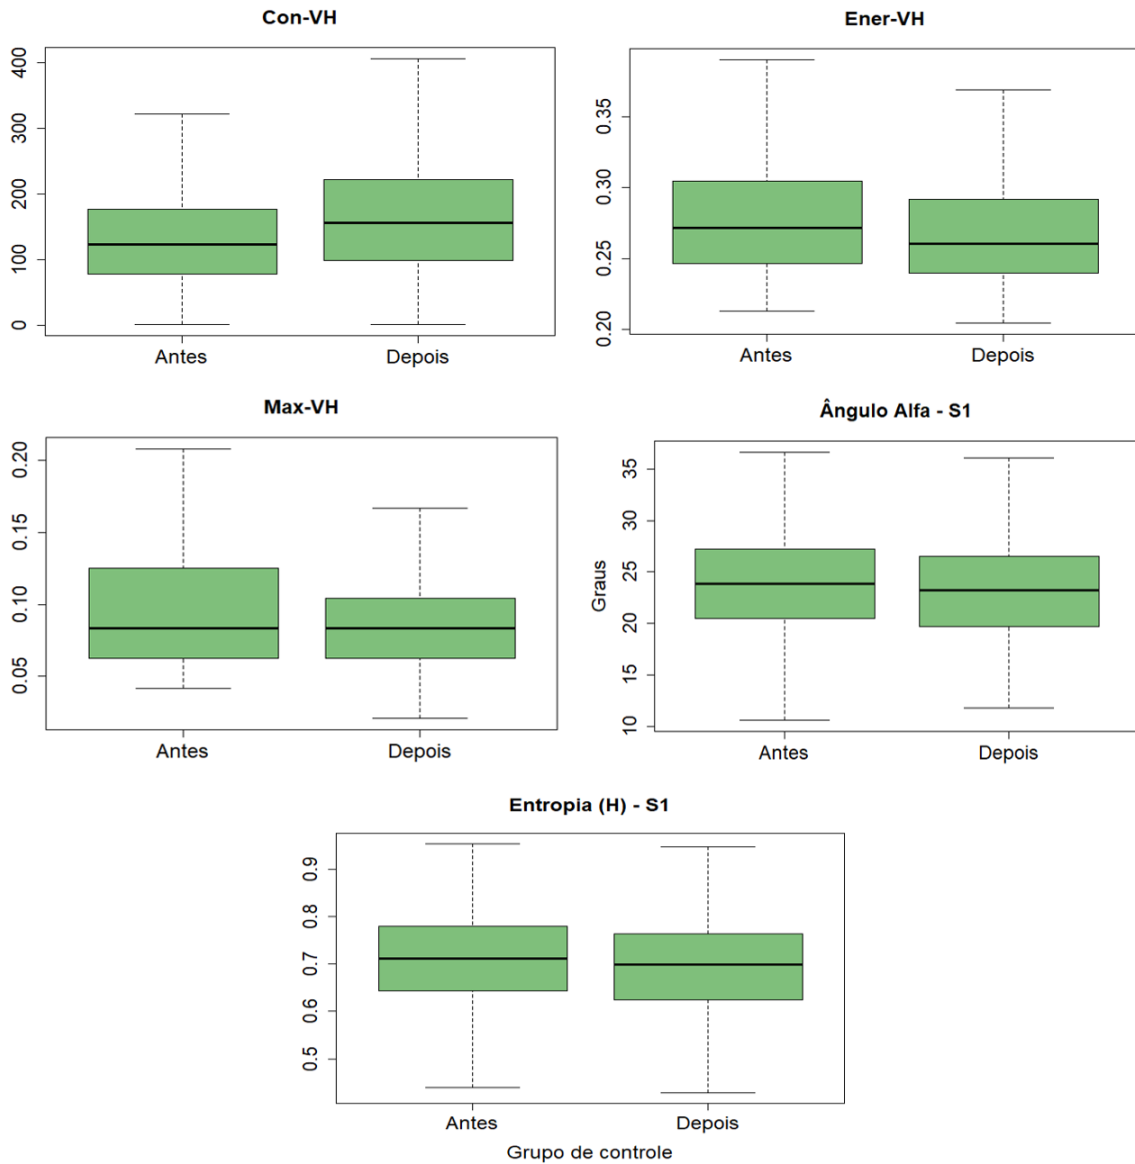 Con-VH
400
300
200
100
0
Antes Depois
Ener-VH
0.35
0.30
0.25
0.20
Antes Depois
Max-VH
0.20
0.15
0.10
0.05
Antes Depois
Ângulo Alfa - S1
Graus
35
30
25
20
15
10
Antes Depois
Entropia (H) - S1
0.9
0.8
0.7
0.6
0.5
Antes Depois
Grupo de controle